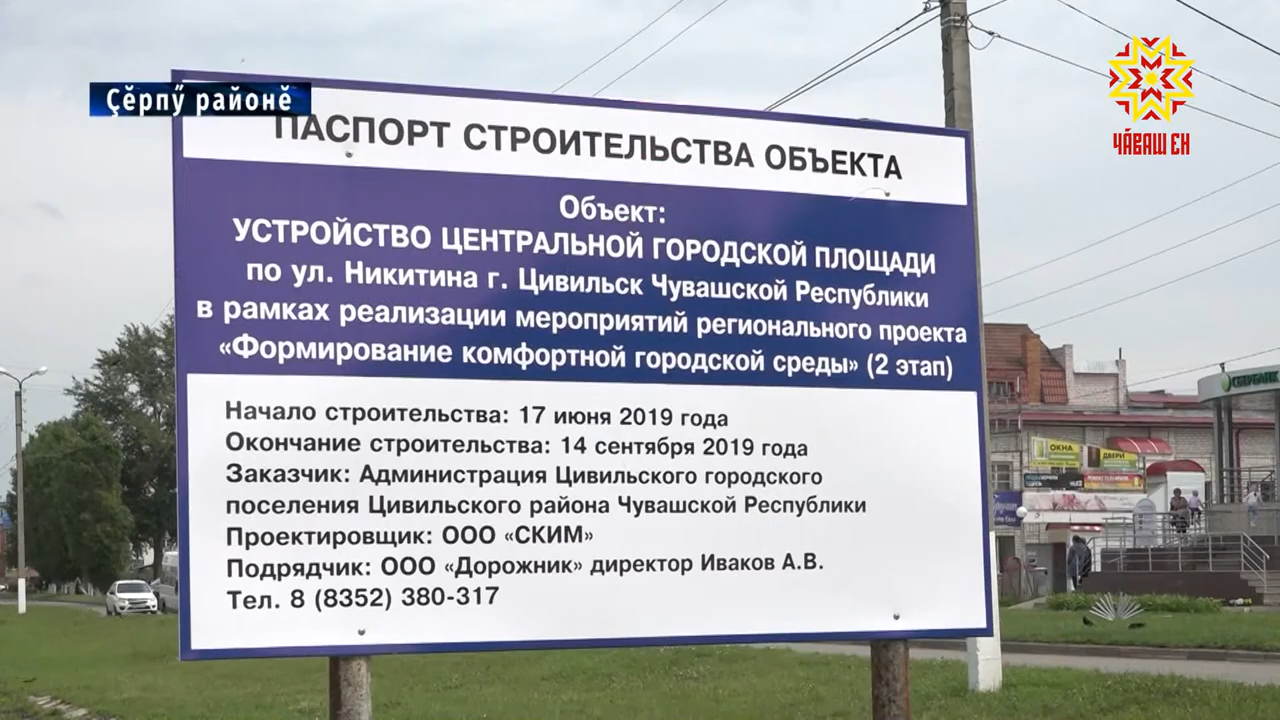 Ҫӗрпӳ районӗ
ЧӐВАШ ЕН
ПАСПОРТ СТРОИТЕЛЬСТВА ОБЪЕКТА
Объект:
УСТРОЙСТВО ЦЕНТРАЛЬНОЙ ГОРОДСКОЙ ПЛОЩАДИ
по ул. Никитина г. Цивильск Чувашской Республики
в рамках реализации мероприятий регионального проекта
«Формирование комфортной городской среды» (2 этап)
Начало строительства: 17 июня 2019 года
Окончание строительства: 14 сентября 2019 года
Заказчик: Администрация Цивильского городского
поселения Цивильского района Чувашской Республики
Проектировщик: ООО «СКИМ»
Подрядчик: ООО «Дорожник» директор Иваков А.В.
Тел. 8 (8352) 380-317
СБЕРБАНК
ОКНА
ДВЕРИ